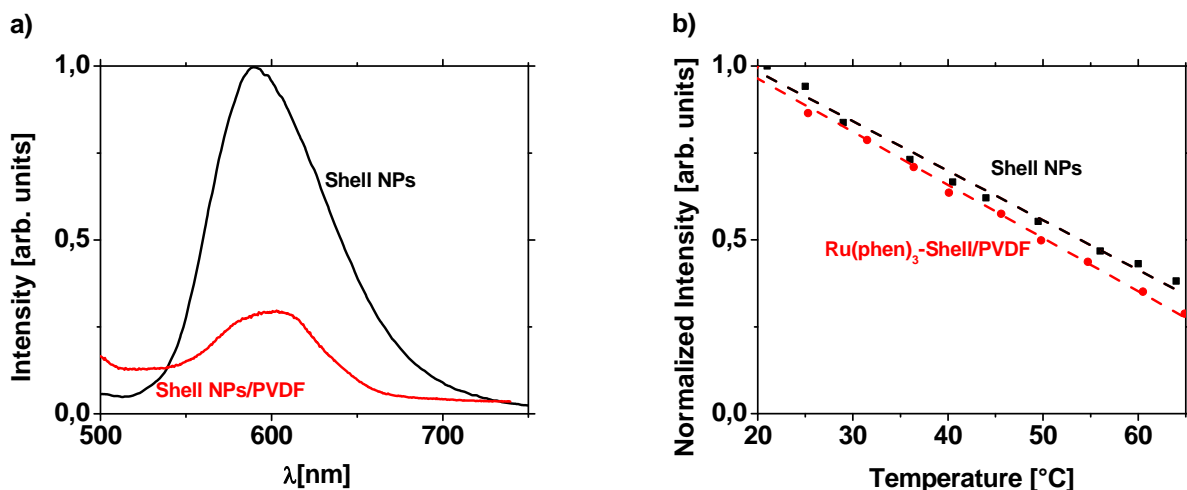 a)
1,0
0,5
0,0
Intensity [arb. units]
Shell NPs
Shell NPs/PVDF
500
600
700
λ[nm]
b)
1,0
0,5
0,0
Normalized Intensity [arb. units]
Shell NPs
Ru(phen)₃-Shell/PVDF
20
30
40
50
60
Temperature [°C]